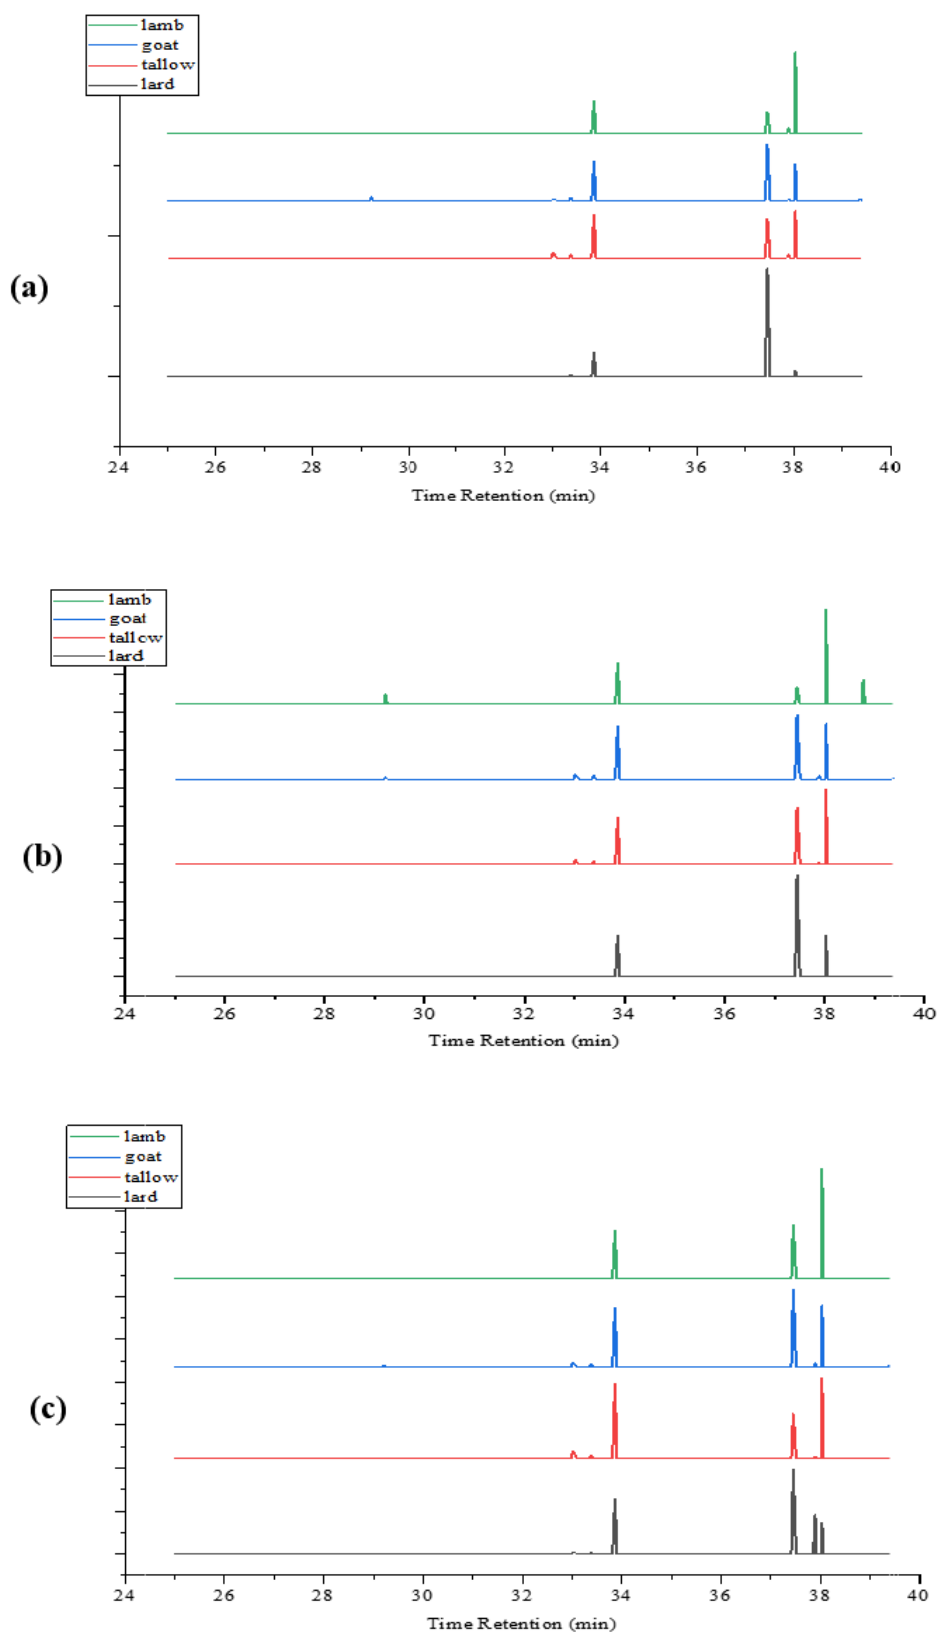 lamb
goat
tallow
lard
(a)
24 26 28 30 32 34 36 38 40
Time Retention (min)
lamb
goat
tallow
lard
(b)
24 26 28 30 32 34 36 38 40
Time Retention (min)
lamb
goat
tallow
lard
(c)
24 26 28 30 32 34 36 38 40
Time Retention (min)